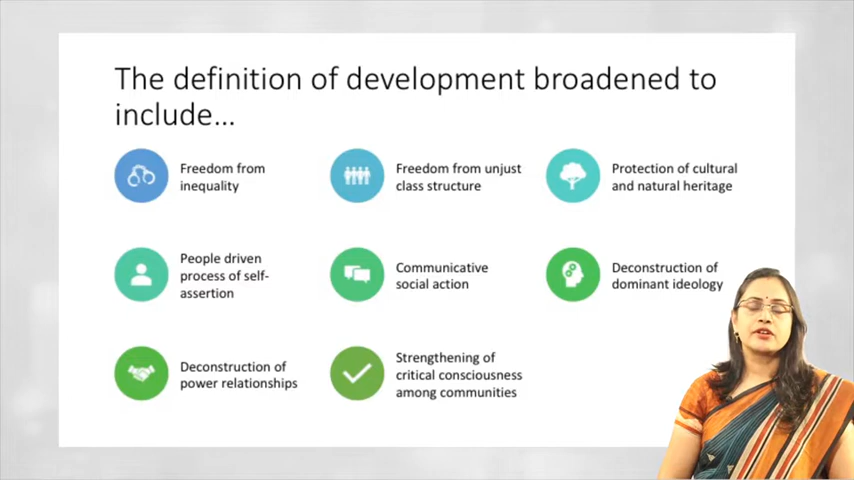 The definition of development broadened to
include...
Freedom from
inequality
Freedom from unjust
class structure
Protection of cultural
and natural heritage
People driven
process of self-
assertion
Communicative
social action
Deconstruction of
dominant ideology
Deconstruction of
power relationships
Strengthening of
critical consciousness
among communities